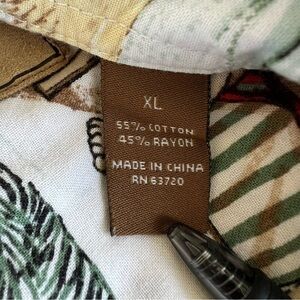 XL
55% COTTON
45% RAYON
MADE IN CHINA
RN 63720